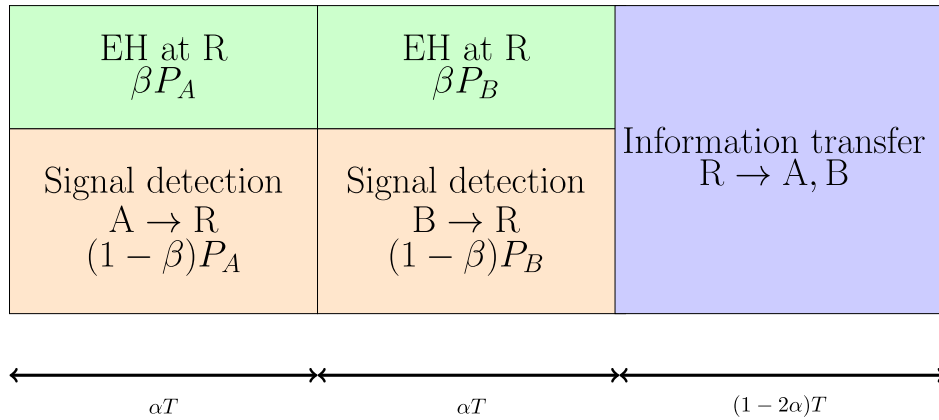 EH at R
βP_A
EH at R
βP_B
Signal detection
A → R
(1 − β)P_A
Signal detection
B → R
(1 − β)P_B
Information transfer
R → A, B
αT
αT
(1 − 2α)T